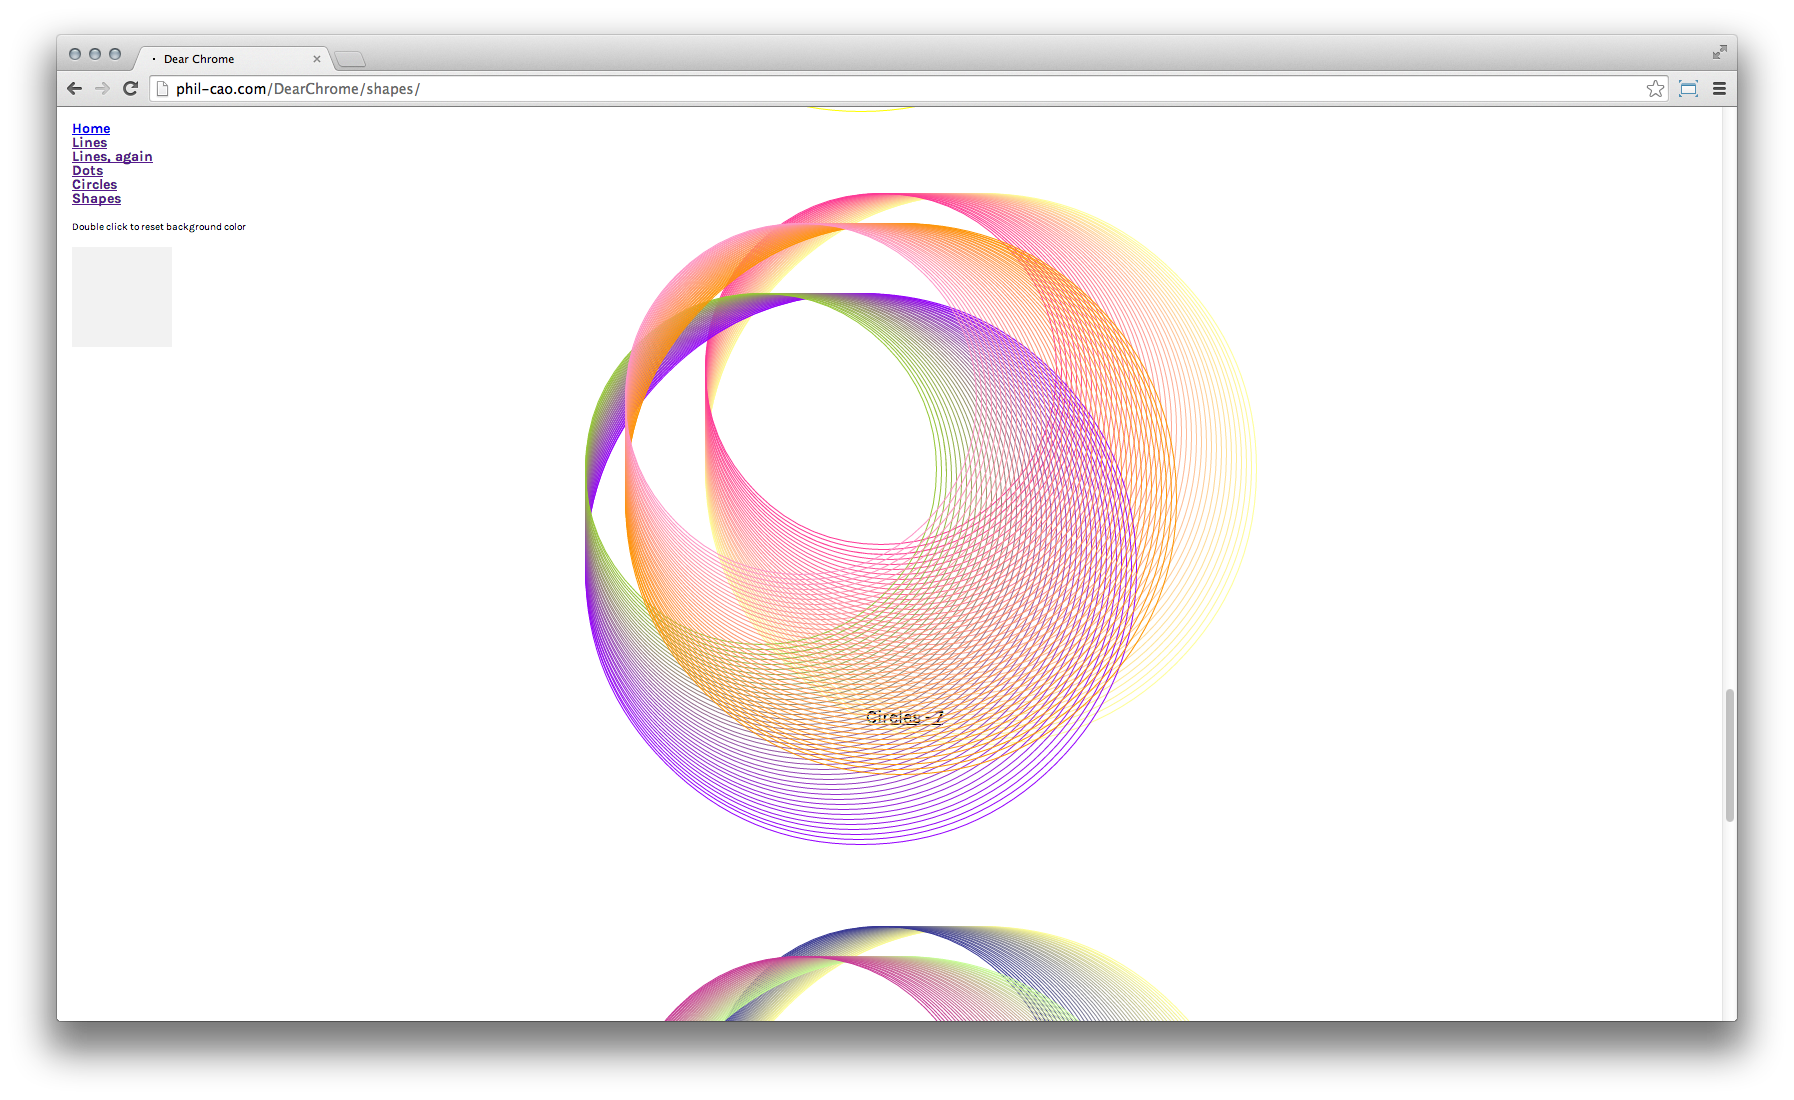 Dear Chrome
phil-cao.com/DearChrome/shapes/
Home
Lines
Lines, again
Dots
Circles
Shapes
Double click to reset background color
Circles - 7